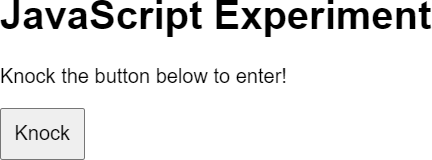 JavaScript Experiment
Knock the button below to enter!
Knock